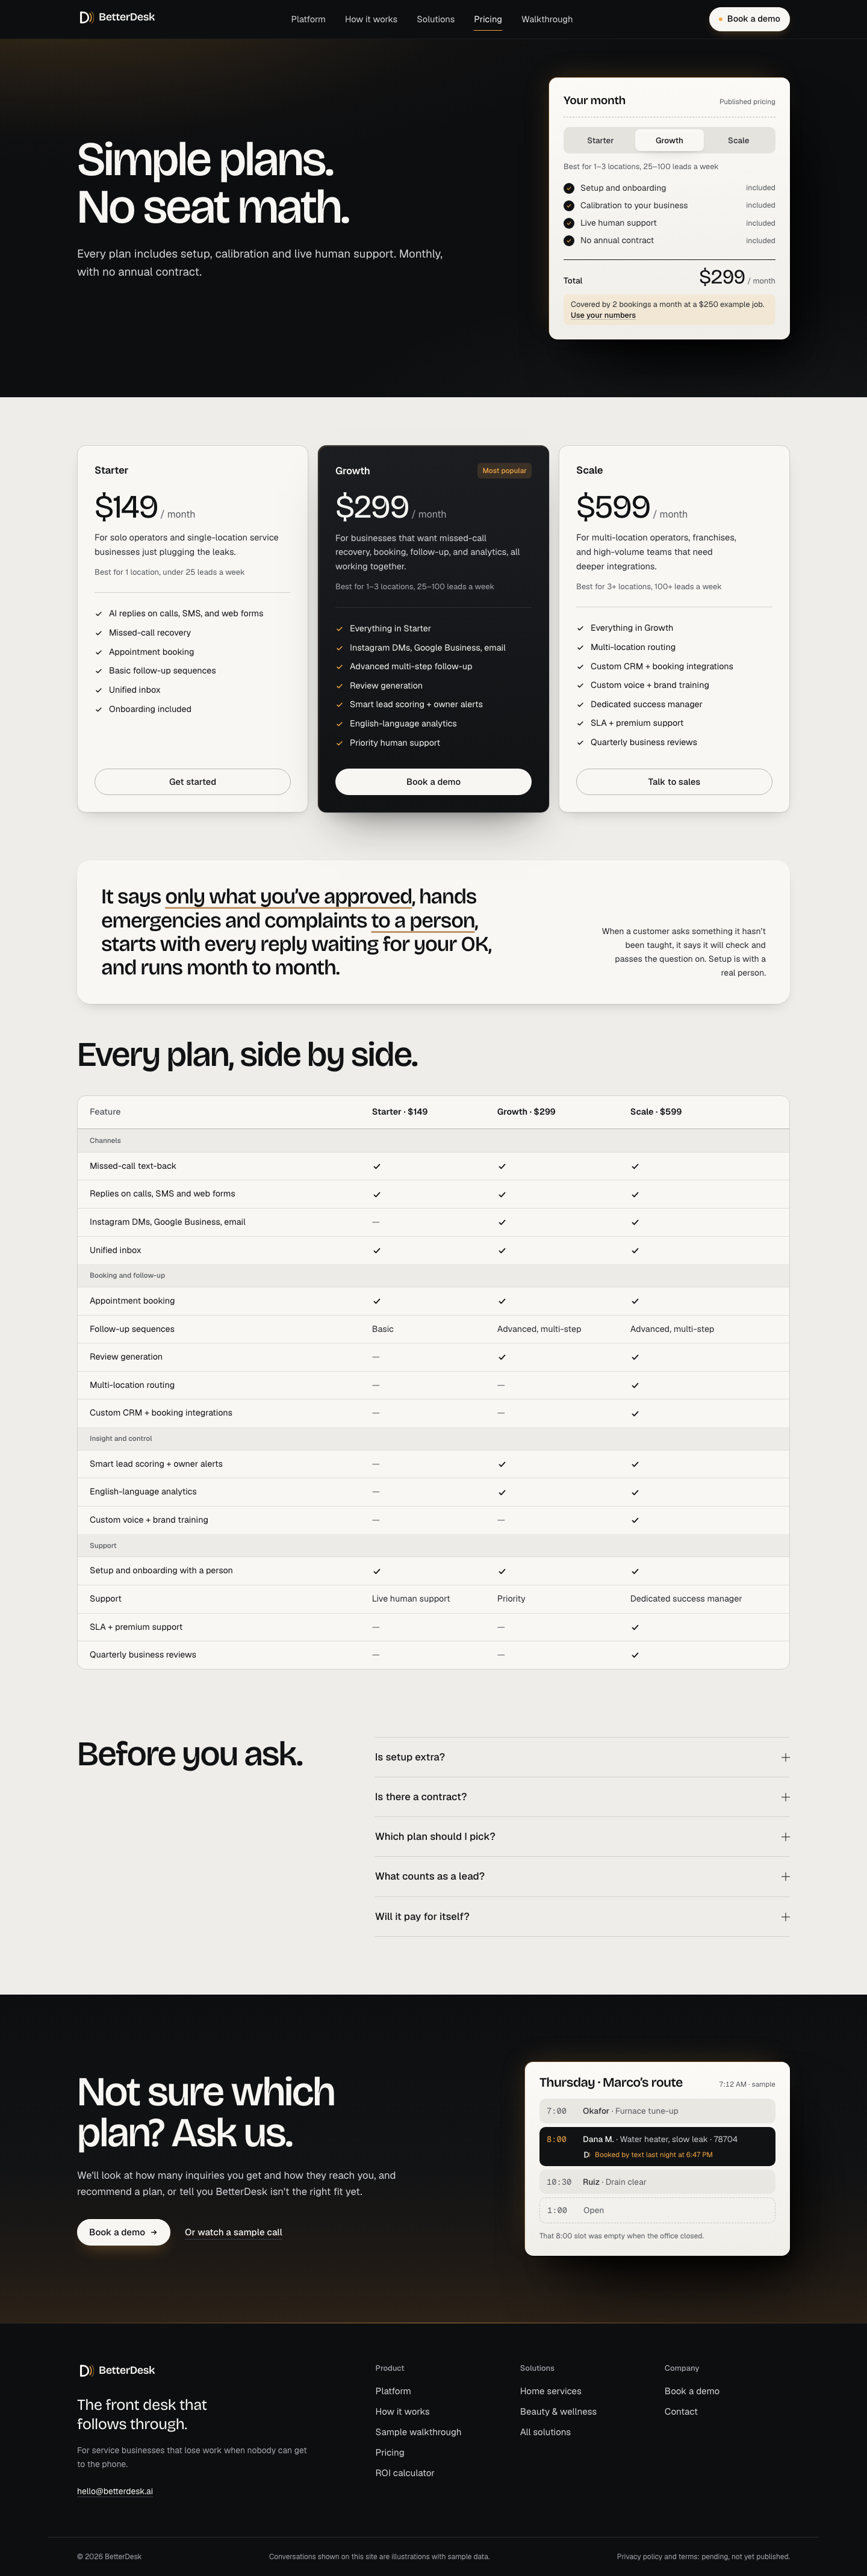 BetterDesk
Platform
How it works
Solutions
Pricing
Walkthrough
Book a demo
Simple plans.
No seat math.
Every plan includes setup, calibration and live human support. Monthly,
with no annual contract.
Your month
Published pricing
Starter
Growth
Scale
Best for 1–3 locations, 25–100 leads a week
Setup and onboarding included
Calibration to your business included
Live human support included
No annual contract included
Total $299 / month
Covered by 2 bookings a month at a $250 example job.
Use your numbers
Starter
$149 / month
For solo operators and single-location service
businesses just plugging the leaks.
Best for 1 location, under 25 leads a week
AI replies on calls, SMS, and web forms
Missed-call recovery
Appointment booking
Basic follow-up sequences
Unified inbox
Onboarding included
Get started
Growth
Most popular
$299 / month
For businesses that want missed-call
recovery, booking, follow-up, and analytics, all
working together.
Best for 1–3 locations, 25–100 leads a week
Everything in Starter
Instagram DMs, Google Business, email
Advanced multi-step follow-up
Review generation
Smart lead scoring + owner alerts
English-language analytics
Priority human support
Book a demo
Scale
$599 / month
For multi-location operators, franchises,
and high-volume teams that need
deeper integrations.
Best for 3+ locations, 100+ leads a week
Everything in Growth
Multi-location routing
Custom CRM + booking integrations
Custom voice + brand training
Dedicated success manager
SLA + premium support
Quarterly business reviews
Talk to sales
It says only what you’ve approved, hands
emergencies and complaints to a person,
starts with every reply waiting for your OK,
and runs month to month.
When a customer asks something it hasn’t
been taught, it says it will check and
passes the question on. Setup is with a
real person.
Every plan, side by side.
Feature Starter · $149 Growth · $299 Scale · $599
Channels
Missed-call text-back ✓ ✓ ✓
Replies on calls, SMS and web forms ✓ ✓ ✓
Instagram DMs, Google Business, email — ✓ ✓
Unified inbox ✓ ✓ ✓
Booking and follow-up
Appointment booking ✓ ✓ ✓
Follow-up sequences Basic Advanced, multi-step Advanced, multi-step
Review generation — ✓ ✓
Multi-location routing — — ✓
Custom CRM + booking integrations — — ✓
Insight and control
Smart lead scoring + owner alerts — ✓ ✓
English-language analytics — ✓ ✓
Custom voice + brand training — — ✓
Support
Setup and onboarding with a person ✓ ✓ ✓
Support Live human support Priority Dedicated success manager
SLA + premium support — — ✓
Quarterly business reviews — — ✓
Before you ask.
Is setup extra?
Is there a contract?
Which plan should I pick?
What counts as a lead?
Will it pay for itself?
Not sure which
plan? Ask us.
We’ll look at how many inquiries you get and how they reach you, and
recommend a plan, or tell you BetterDesk isn’t the right fit yet.
Book a demo →
Or watch a sample call
Thursday · Marco’s route
7:12 AM · sample
7:00 Okafor · Furnace tune-up
8:00 Dana M. · Water heater, slow leak · 78704
Booked by text last night at 6:47 PM
10:30 Ruiz · Drain clear
1:00 Open
That 8:00 slot was empty when the office closed.
BetterDesk
The front desk that
follows through.
For service businesses that lose work when nobody can get
to the phone.
hello@betterdesk.ai
Product
Platform
How it works
Sample walkthrough
Pricing
ROI calculator
Solutions
Home services
Beauty & wellness
All solutions
Company
Book a demo
Contact
© 2026 BetterDesk
Conversations shown on this site are illustrations with sample data.
Privacy policy and terms: pending, not yet published.